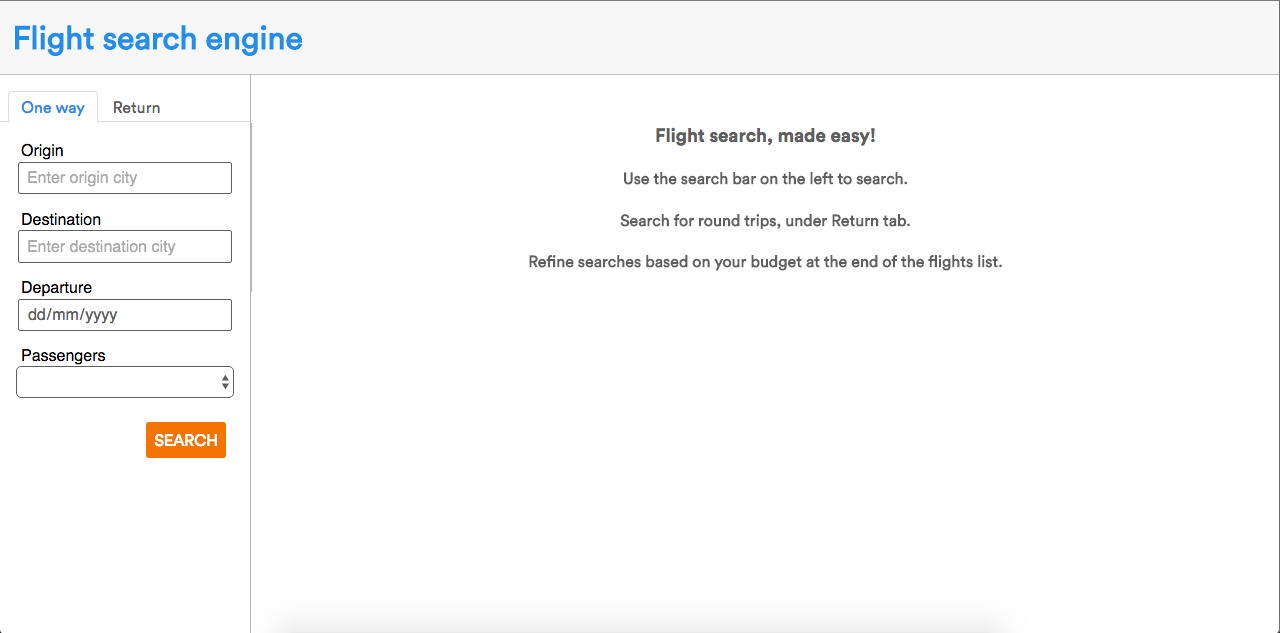 Flight search engine
One way
Return
Origin
Enter origin city
Destination
Enter destination city
Departure
dd/mm/yyyy
Passengers
SEARCH
Flight search, made easy!
Use the search bar on the left to search.
Search for round trips, under Return tab.
Refine searches based on your budget at the end of the flights list.